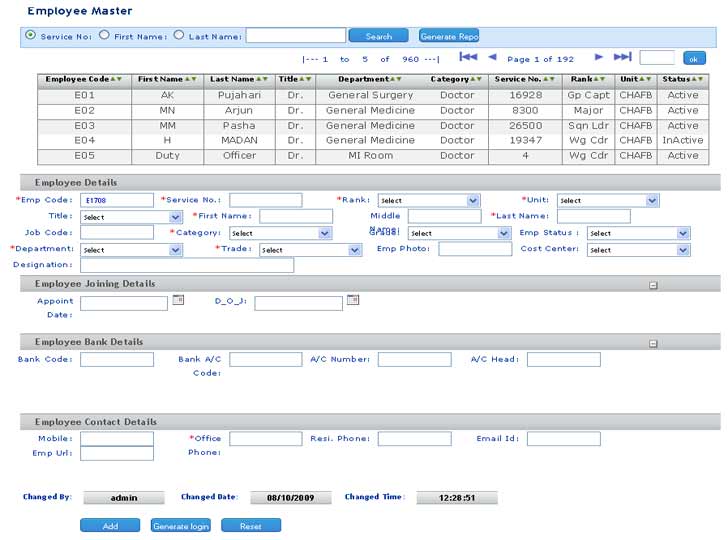 Employee Master
Service No: First Name: Last Name: Search Generate Repo
|--- 1 to 5 of 960 ---| Page 1 of 192 ok
Employee Code First Name Last Name Title Department Category Service No. Rank Unit Status
E01 AK Pujahari Dr. General Surgery Doctor 16928 Gp Capt CHAFB Active
E02 MN Arjun Dr. General Medicine Doctor 8300 Major CHAFB Active
E03 MM Pasha Dr. General Medicine Doctor 26500 Sqn Ldr CHAFB Active
E04 H MADAN Dr. General Medicine Doctor 19347 Wg Cdr CHAFB InActive
E05 Duty Officer Dr. MI Room Doctor 4 Wg Cdr CHAFB Active
Employee Details
*Emp Code: E1708 *Service No.: *Rank: Select *Unit: Select
Title: Select *First Name: Middle Name: *Last Name:
Job Code: *Category: Select Grade: Select Emp Status : Select
*Department: Select *Trade: Select Emp Photo: Cost Center: Select
Designation:
Employee Joining Details
Appoint Date: D_O_J:
Employee Bank Details
Bank Code: Bank A/C Code: A/C Number: A/C Head:
Employee Contact Details
Mobile: *Office Phone: Resi. Phone: Email Id:
Emp Url:
Changed By: admin Changed Date: 08/10/2009 Changed Time: 12:28:51
Add Generate login Reset